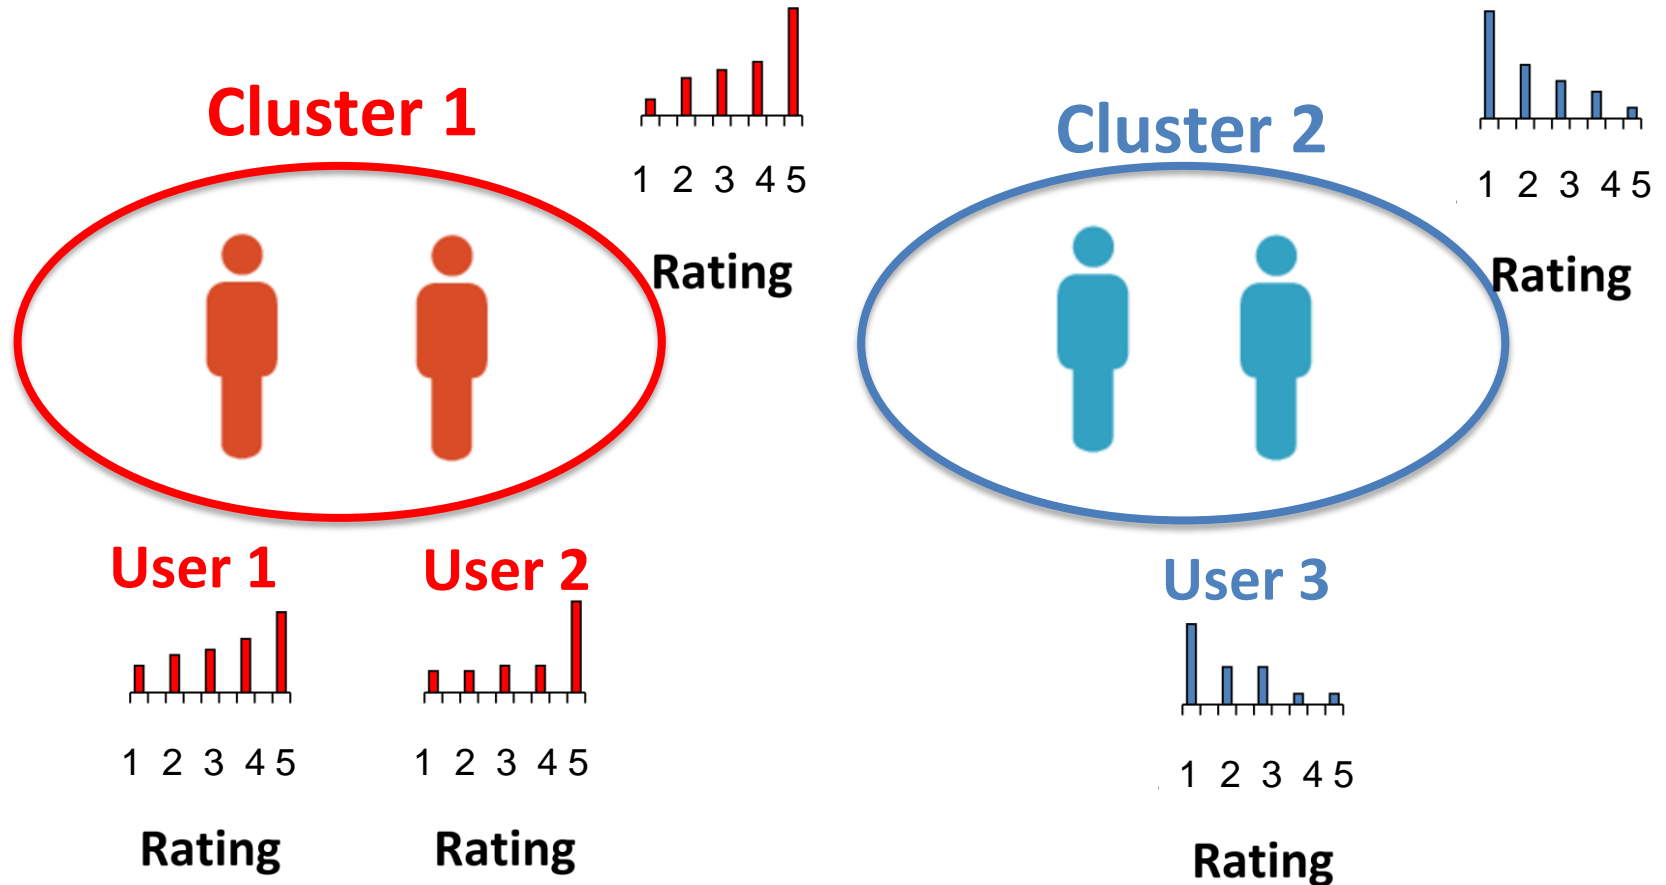 Cluster 1
1 2 3 4 5
Rating
Cluster 2
1 2 3 4 5
Rating
User 1
1 2 3 4 5
Rating
User 2
1 2 3 4 5
Rating
User 3
1 2 3 4 5
Rating